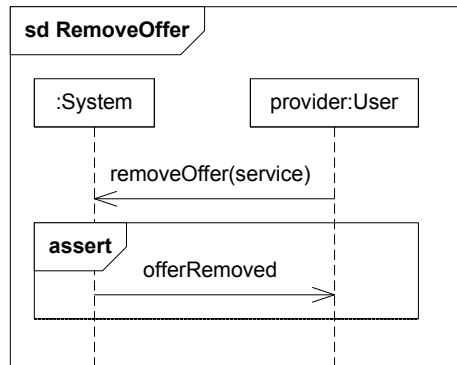 sd RemoveOffer
:System
provider:User
removeOffer(service)
assert
offerRemoved